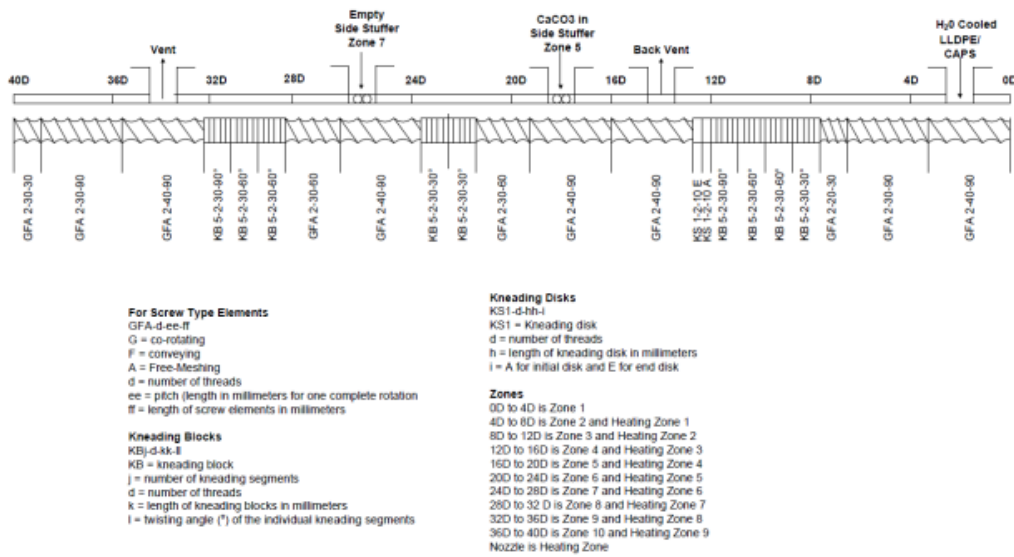 Empty
Side Stuffer
Zone 7
CaCO3 in
Side Stuffer
Zone 5
H₂0 Cooled
LLDPE/
CAPS
Vent
Back Vent
40D 36D 32D 28D 24D 20D 16D 12D 8D 4D 0D
GFA 2-30-30
GFA 2-30-90
GFA 2-40-90
KB 5-2-30-90°
KB 5-2-30-60°
KB 5-2-30-60°
GFA 2-30-60
GFA 2-40-90
KB 5-2-30-30°
KB 5-2-30-30°
GFA 2-30-60
GFA 2-40-90
GFA 2-40-90
KS 1-2-10 E
KS 1-2-10 A
KB 5-2-30-90°
KB 5-2-30-60°
KB 5-2-30-60°
KB 5-2-30-30°
GFA 2-20-30
GFA 2-30-90
GFA 2-40-90
For Screw Type Elements
GFA-d-ee-ff
G = co-rotating
F = conveying
A = Free-Meshing
d = number of threads
ee = pitch (length in millimeters for one complete rotation
ff = length of screw elements in millimeters
Kneading Blocks
KBj-d-kk-ll
KB = kneading block
j = number of kneading segments
d = number of threads
k = length of kneading blocks in millimeters
l = twisting angle (°) of the individual kneading segments
Kneading Disks
KS1-d-hh-i
KS1 = Kneading disk
d = number of threads
h = length of kneading disk in millimeters
i = A for initial disk and E for end disk
Zones
0D to 4D is Zone 1
4D to 8D is Zone 2 and Heating Zone 1
8D to 12D is Zone 3 and Heating Zone 2
12D to 16D is Zone 4 and Heating Zone 3
16D to 20D is Zone 5 and Heating Zone 4
20D to 24D is Zone 6 and Heating Zone 5
24D to 28D is Zone 7 and Heating Zone 6
28D to 32 D is Zone 8 and Heating Zone 7
32D to 36D is Zone 9 and Heating Zone 8
36D to 40D is Zone 10 and Heating Zone 9
Nozzle is Heating Zone